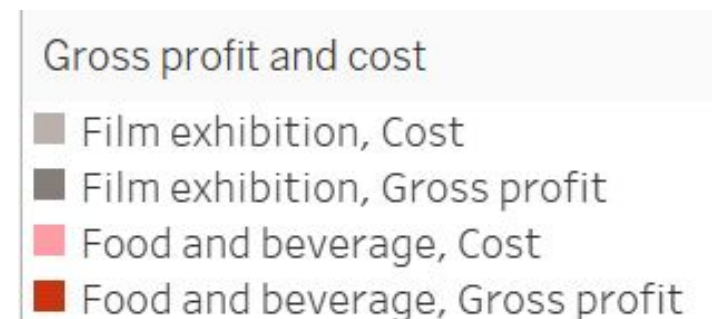 Gross profit and cost
Film exhibition, Cost
Film exhibition, Gross profit
Food and beverage, Cost
Food and beverage, Gross profit